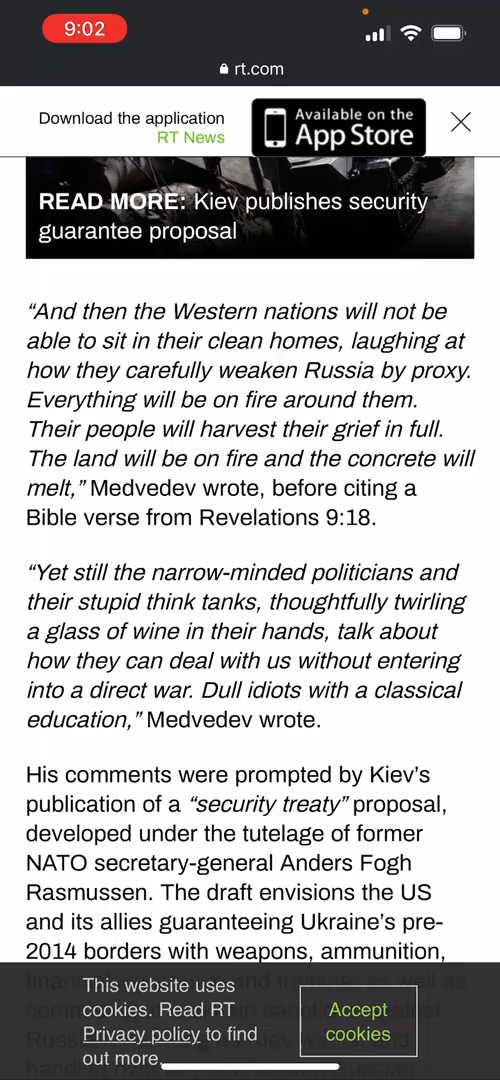 9:02
rt.com
Download the application
RT News
Available on the
App Store
READ MORE: Kiev publishes security
guarantee proposal
“And then the Western nations will not be
able to sit in their clean homes, laughing at
how they carefully weaken Russia by proxy.
Everything will be on fire around them.
Their people will harvest their grief in full.
The land will be on fire and the concrete will
melt,” Medvedev wrote, before citing a
Bible verse from Revelations 9:18.
“Yet still the narrow-minded politicians and
their stupid think tanks, thoughtfully twirling
a glass of wine in their hands, talk about
how they can deal with us without entering
into a direct war. Dull idiots with a classical
education,” Medvedev wrote.
His comments were prompted by Kiev’s
publication of a “security treaty” proposal,
developed under the tutelage of former
NATO secretary-general Anders Fogh
Rasmussen. The draft envisions the US
and its allies guaranteeing Ukraine’s pre-
2014 borders with weapons, ammunition,
This website uses
cookies. Read RT
Privacy policy to find
out more.
Accept
cookies